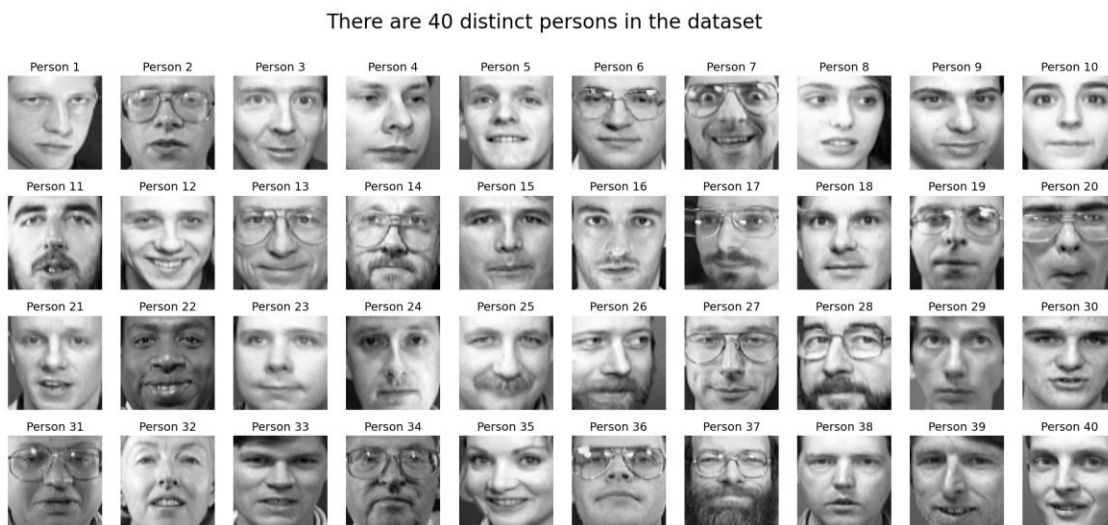 There are 40 distinct persons in the dataset
Person 1 Person 2 Person 3 Person 4 Person 5 Person 6 Person 7 Person 8 Person 9 Person 10
Person 11 Person 12 Person 13 Person 14 Person 15 Person 16 Person 17 Person 18 Person 19 Person 20
Person 21 Person 22 Person 23 Person 24 Person 25 Person 26 Person 27 Person 28 Person 29 Person 30
Person 31 Person 32 Person 33 Person 34 Person 35 Person 36 Person 37 Person 38 Person 39 Person 40